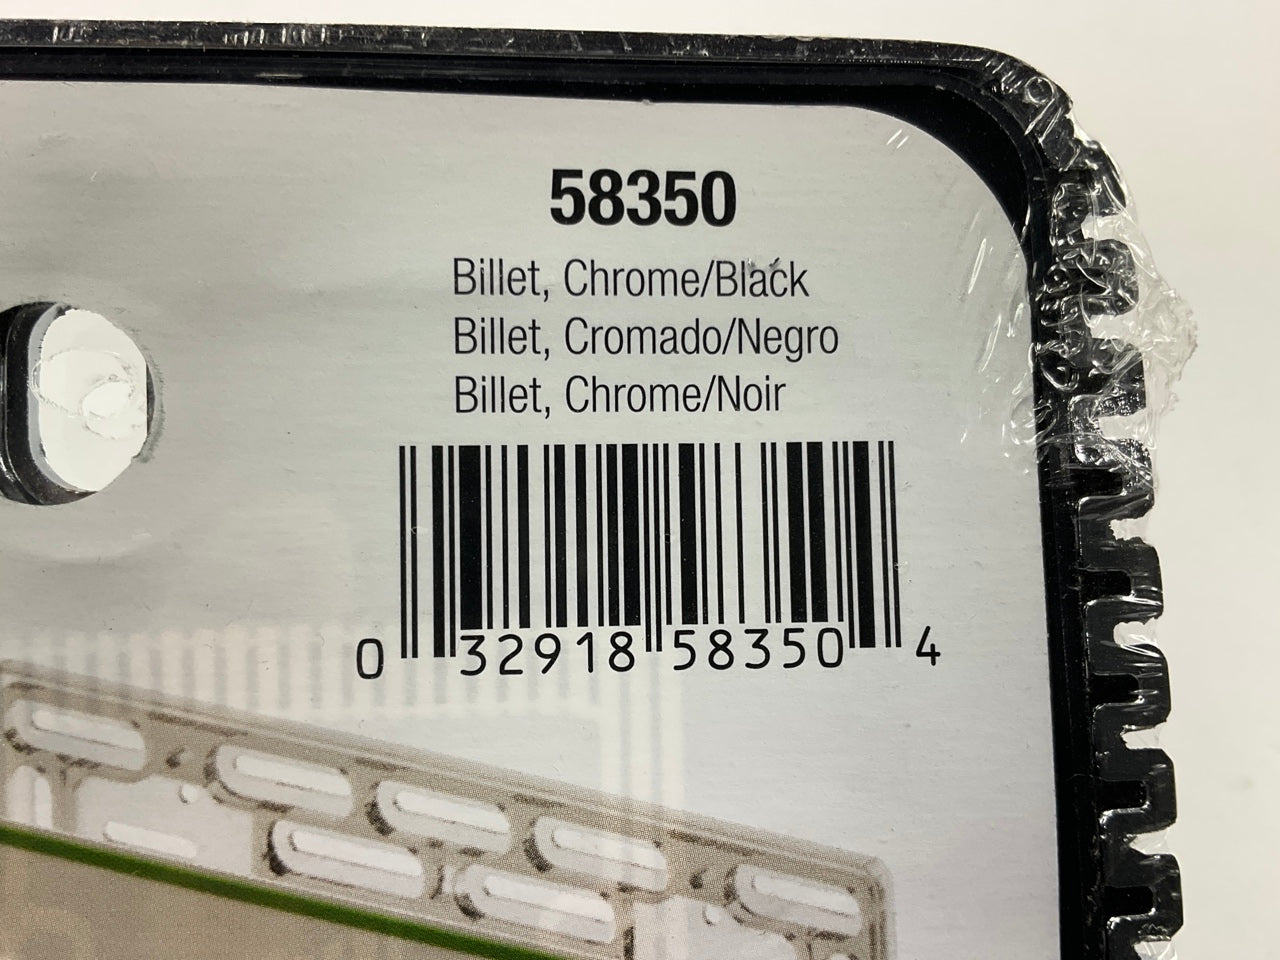 58350
Billet, Chrome/Black
Billet, Cromado/Negro
Billet, Chrome/Noir
0 32918 58350 4